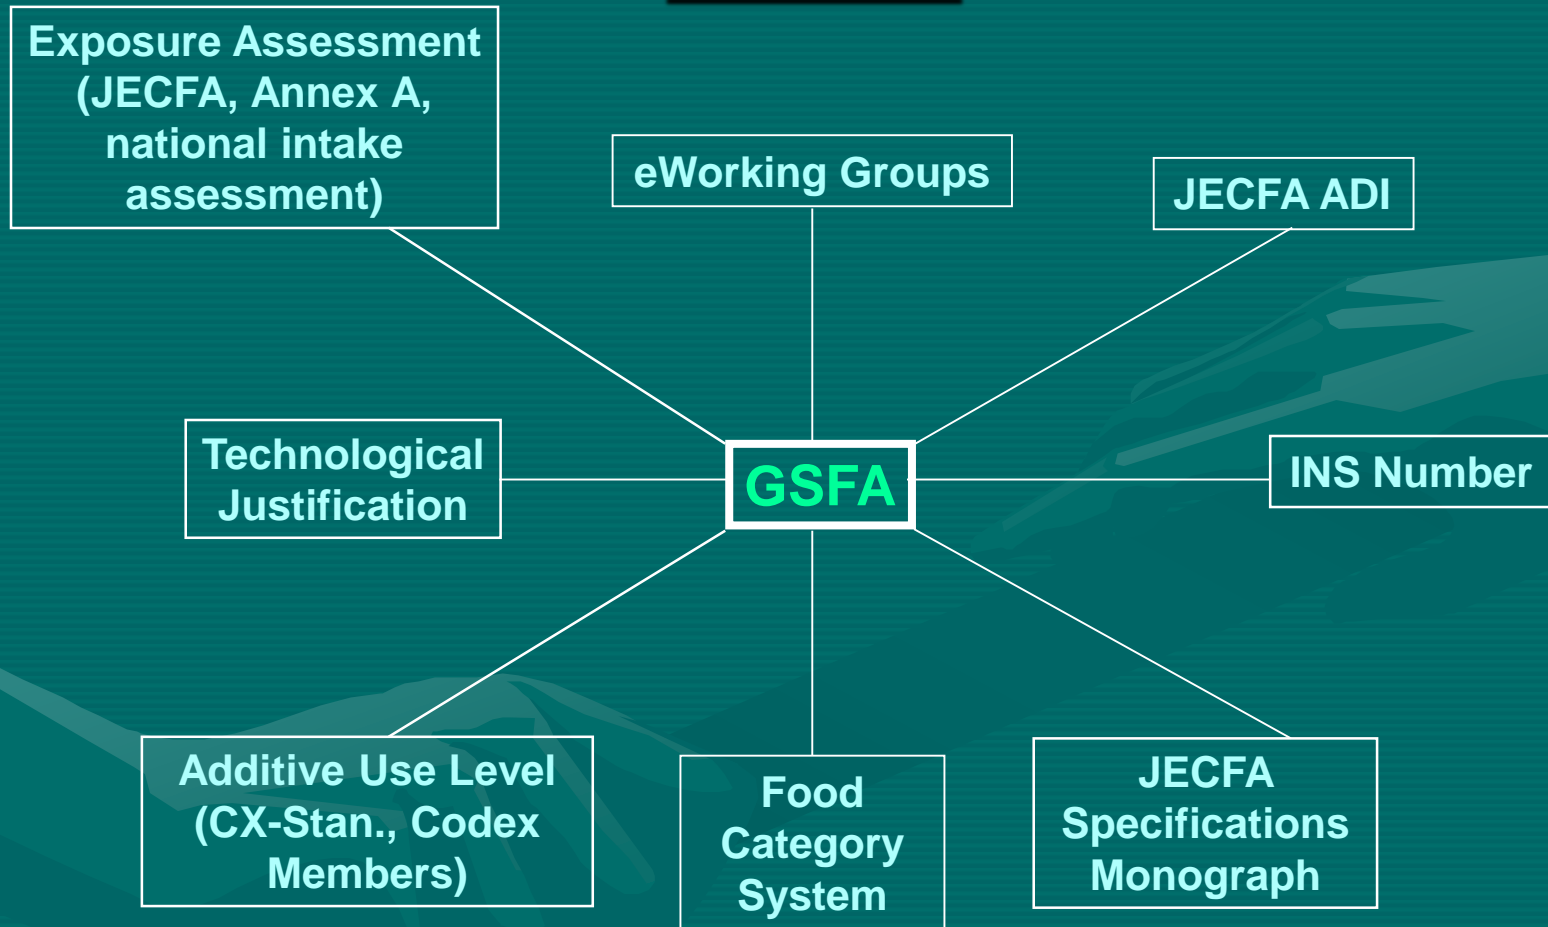 Exposure Assessment
(JECFA, Annex A,
national intake
assessment)
eWorking Groups
JECFA ADI
Technological
Justification
GSFA
INS Number
Additive Use Level
(CX-Stan., Codex
Members)
Food
Category
System
JECFA
Specifications
Monograph